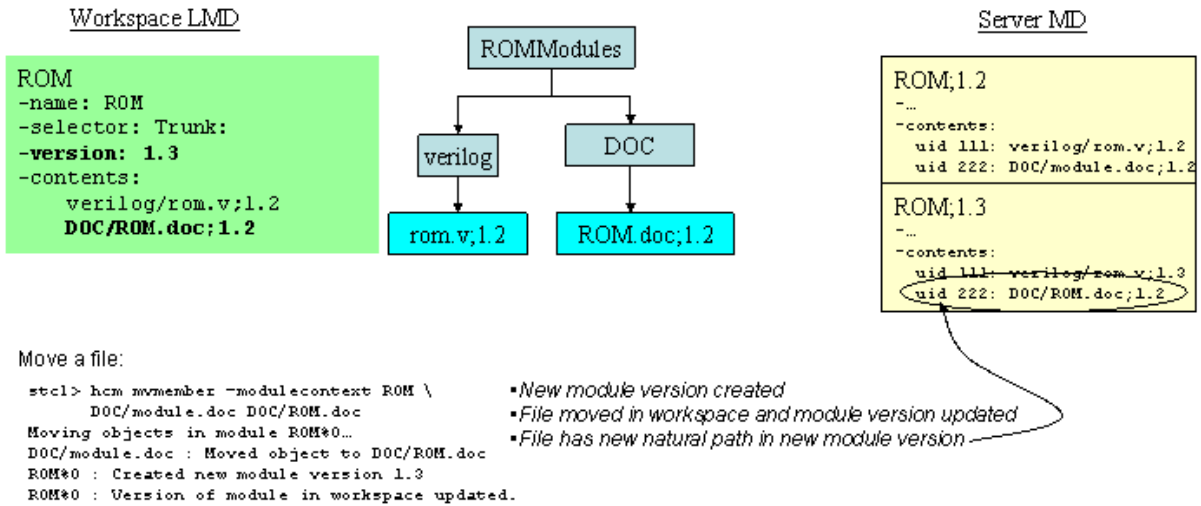 Workspace LMD
ROM
-name: ROM
-selector: Trunk:
-version: 1.3
-contents:
verilog/rom.v;1.2
DOC/ROM.doc;1.2
ROMModules
verilog
DOC
rom.v;1.2
ROM.doc;1.2
Server MD
ROM;1.2
-…
-contents:
uid 111: verilog/rom.v;1.2
uid 222: DOC/module.doc;1.2
ROM;1.3
-…
-contents:
uid 111: verilog/rom.v;1.3
uid 222: DOC/ROM.doc;1.2
Move a file:
stcl> hcm mvmember -modulecontext ROM \
DOC/module.doc DOC/ROM.doc
Moving objects in module ROM%0…
DOC/module.doc : Moved object to DOC/ROM.doc
ROM%0 : Created new module version 1.3
ROM%0 : Version of module in workspace updated.
▪New module version created
▪File moved in workspace and module version updated
▪File has new natural path in new module version